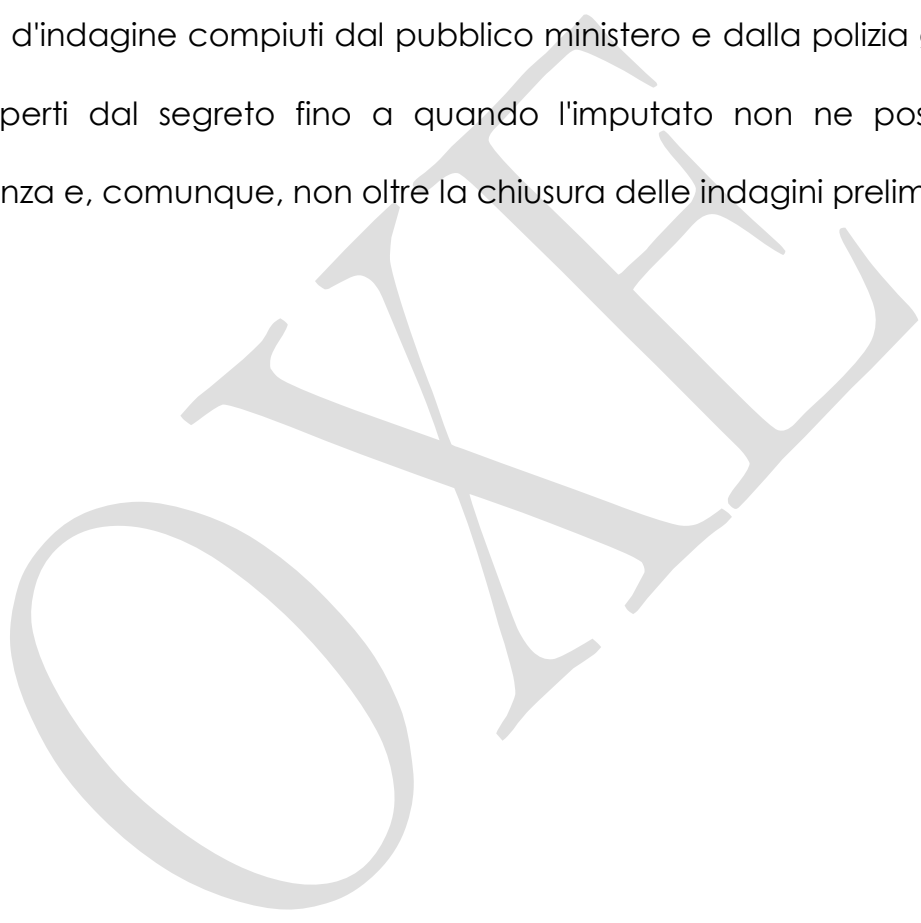 d'indagine compiuti dal pubblico ministero e dalla polizia
perti dal segreto fino a quando l'imputato non ne pos
nza e, comunque, non oltre la chiusura delle indagini prelim
OXE